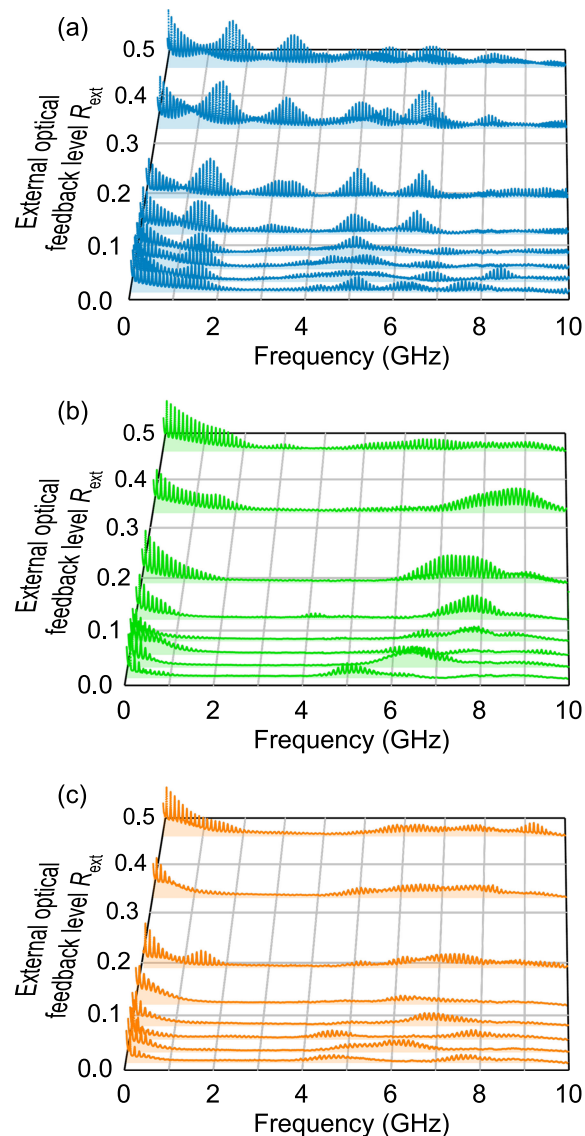 (a)
External optical
feedback level Rext
0.5
0.4
0.3
0.2
0.1
0.0
0 2 4 6 8 10
Frequency (GHz)
(b)
External optical
feedback level Rext
0.5
0.4
0.3
0.2
0.1
0.0
0 2 4 6 8 10
Frequency (GHz)
(c)
External optical
feedback level Rext
0.5
0.4
0.3
0.2
0.1
0.0
0 2 4 6 8 10
Frequency (GHz)